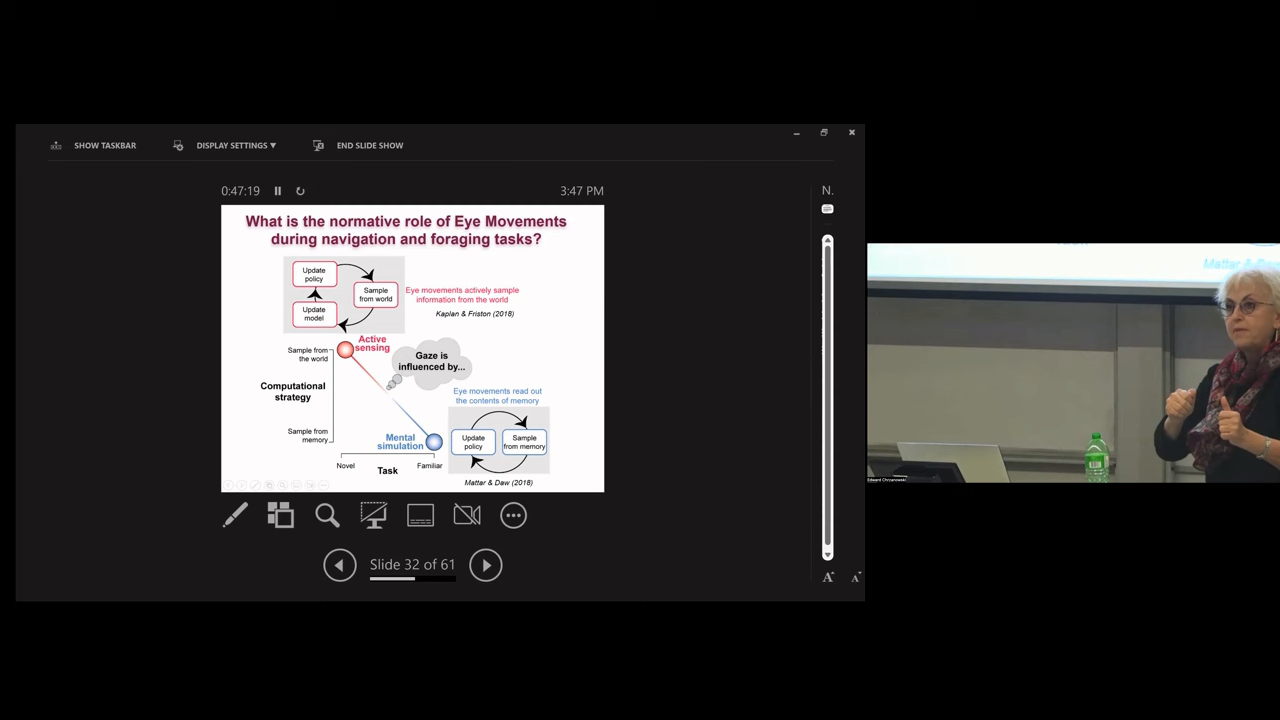 SHOW TASKBAR
DISPLAY SETTINGS ▼
END SLIDE SHOW
0:47:19
3:47 PM
N.
What is the normative role of Eye Movements
during navigation and foraging tasks?
Update
policy
Sample
from world
Update
model
Eye movements actively sample
information from the world
Kaplan & Friston (2018)
Active
sensing
Sample from
the world
Gaze is
influenced by...
Computational
strategy
Eye movements read out
the contents of memory
Sample from
memory
Mental
simulation
Update
policy
Sample
from memory
Novel
Familiar
Task
Mattar & Daw (2018)
Slide 32 of 61
A
A
Mattar & Daw
Edward Chrzanowski